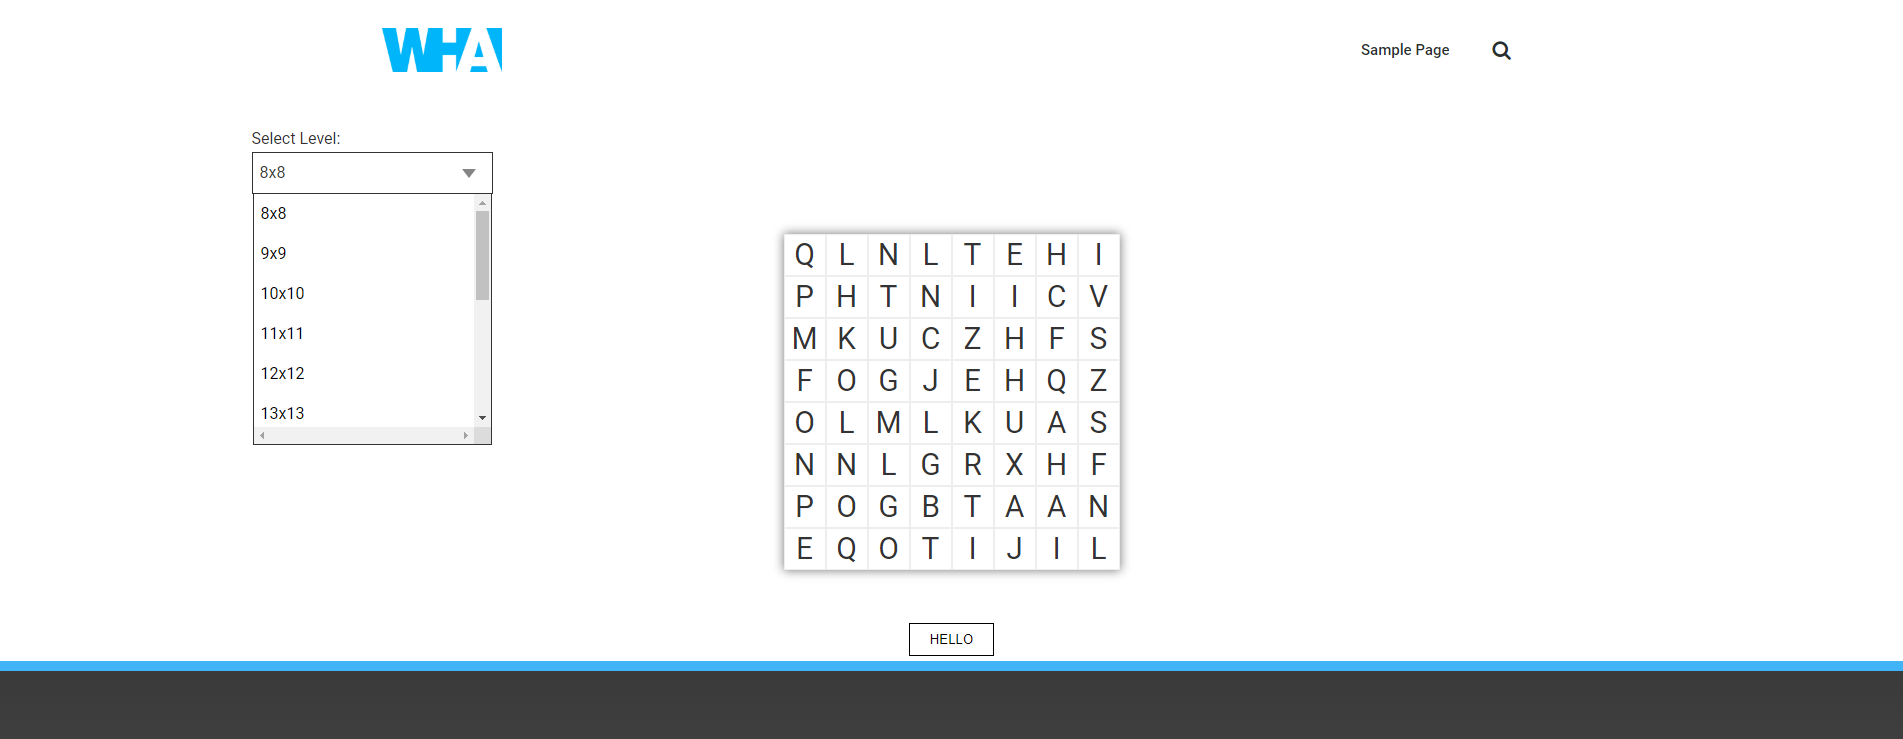 WHA
Sample Page
Select Level:
8x8
8x8
9x9
10x10
11x11
12x12
13x13
Q L N L T E H I
P H T N I I C V
M K U C Z H F S
F O G J E H Q Z
O L M L K U A S
N N L G R X H F
P O G B T A A N
E Q O T I J I L
HELLO